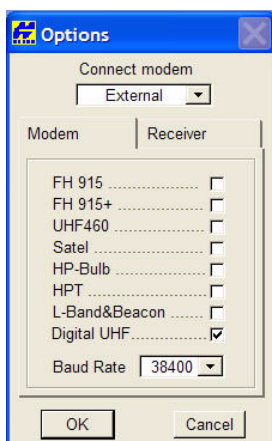 Options
Connect modem
External
Modem Receiver
FH 915 ....................
FH 915+ ..................
UHF460 ..................
Satel ........................
HP-Bulb ..................
HPT ........................
L-Band&Beacon ......
Digital UHF..............
Baud Rate 38400
OK Cancel